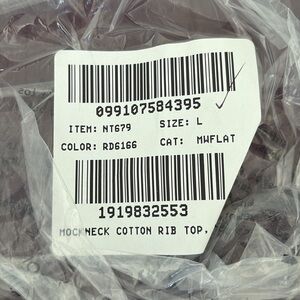 099107584395
ITEM: NT679 SIZE: L
COLOR: RD6166 CAT: MWFLAT
1919832553
MOCKNECK COTTON RIB TOP,